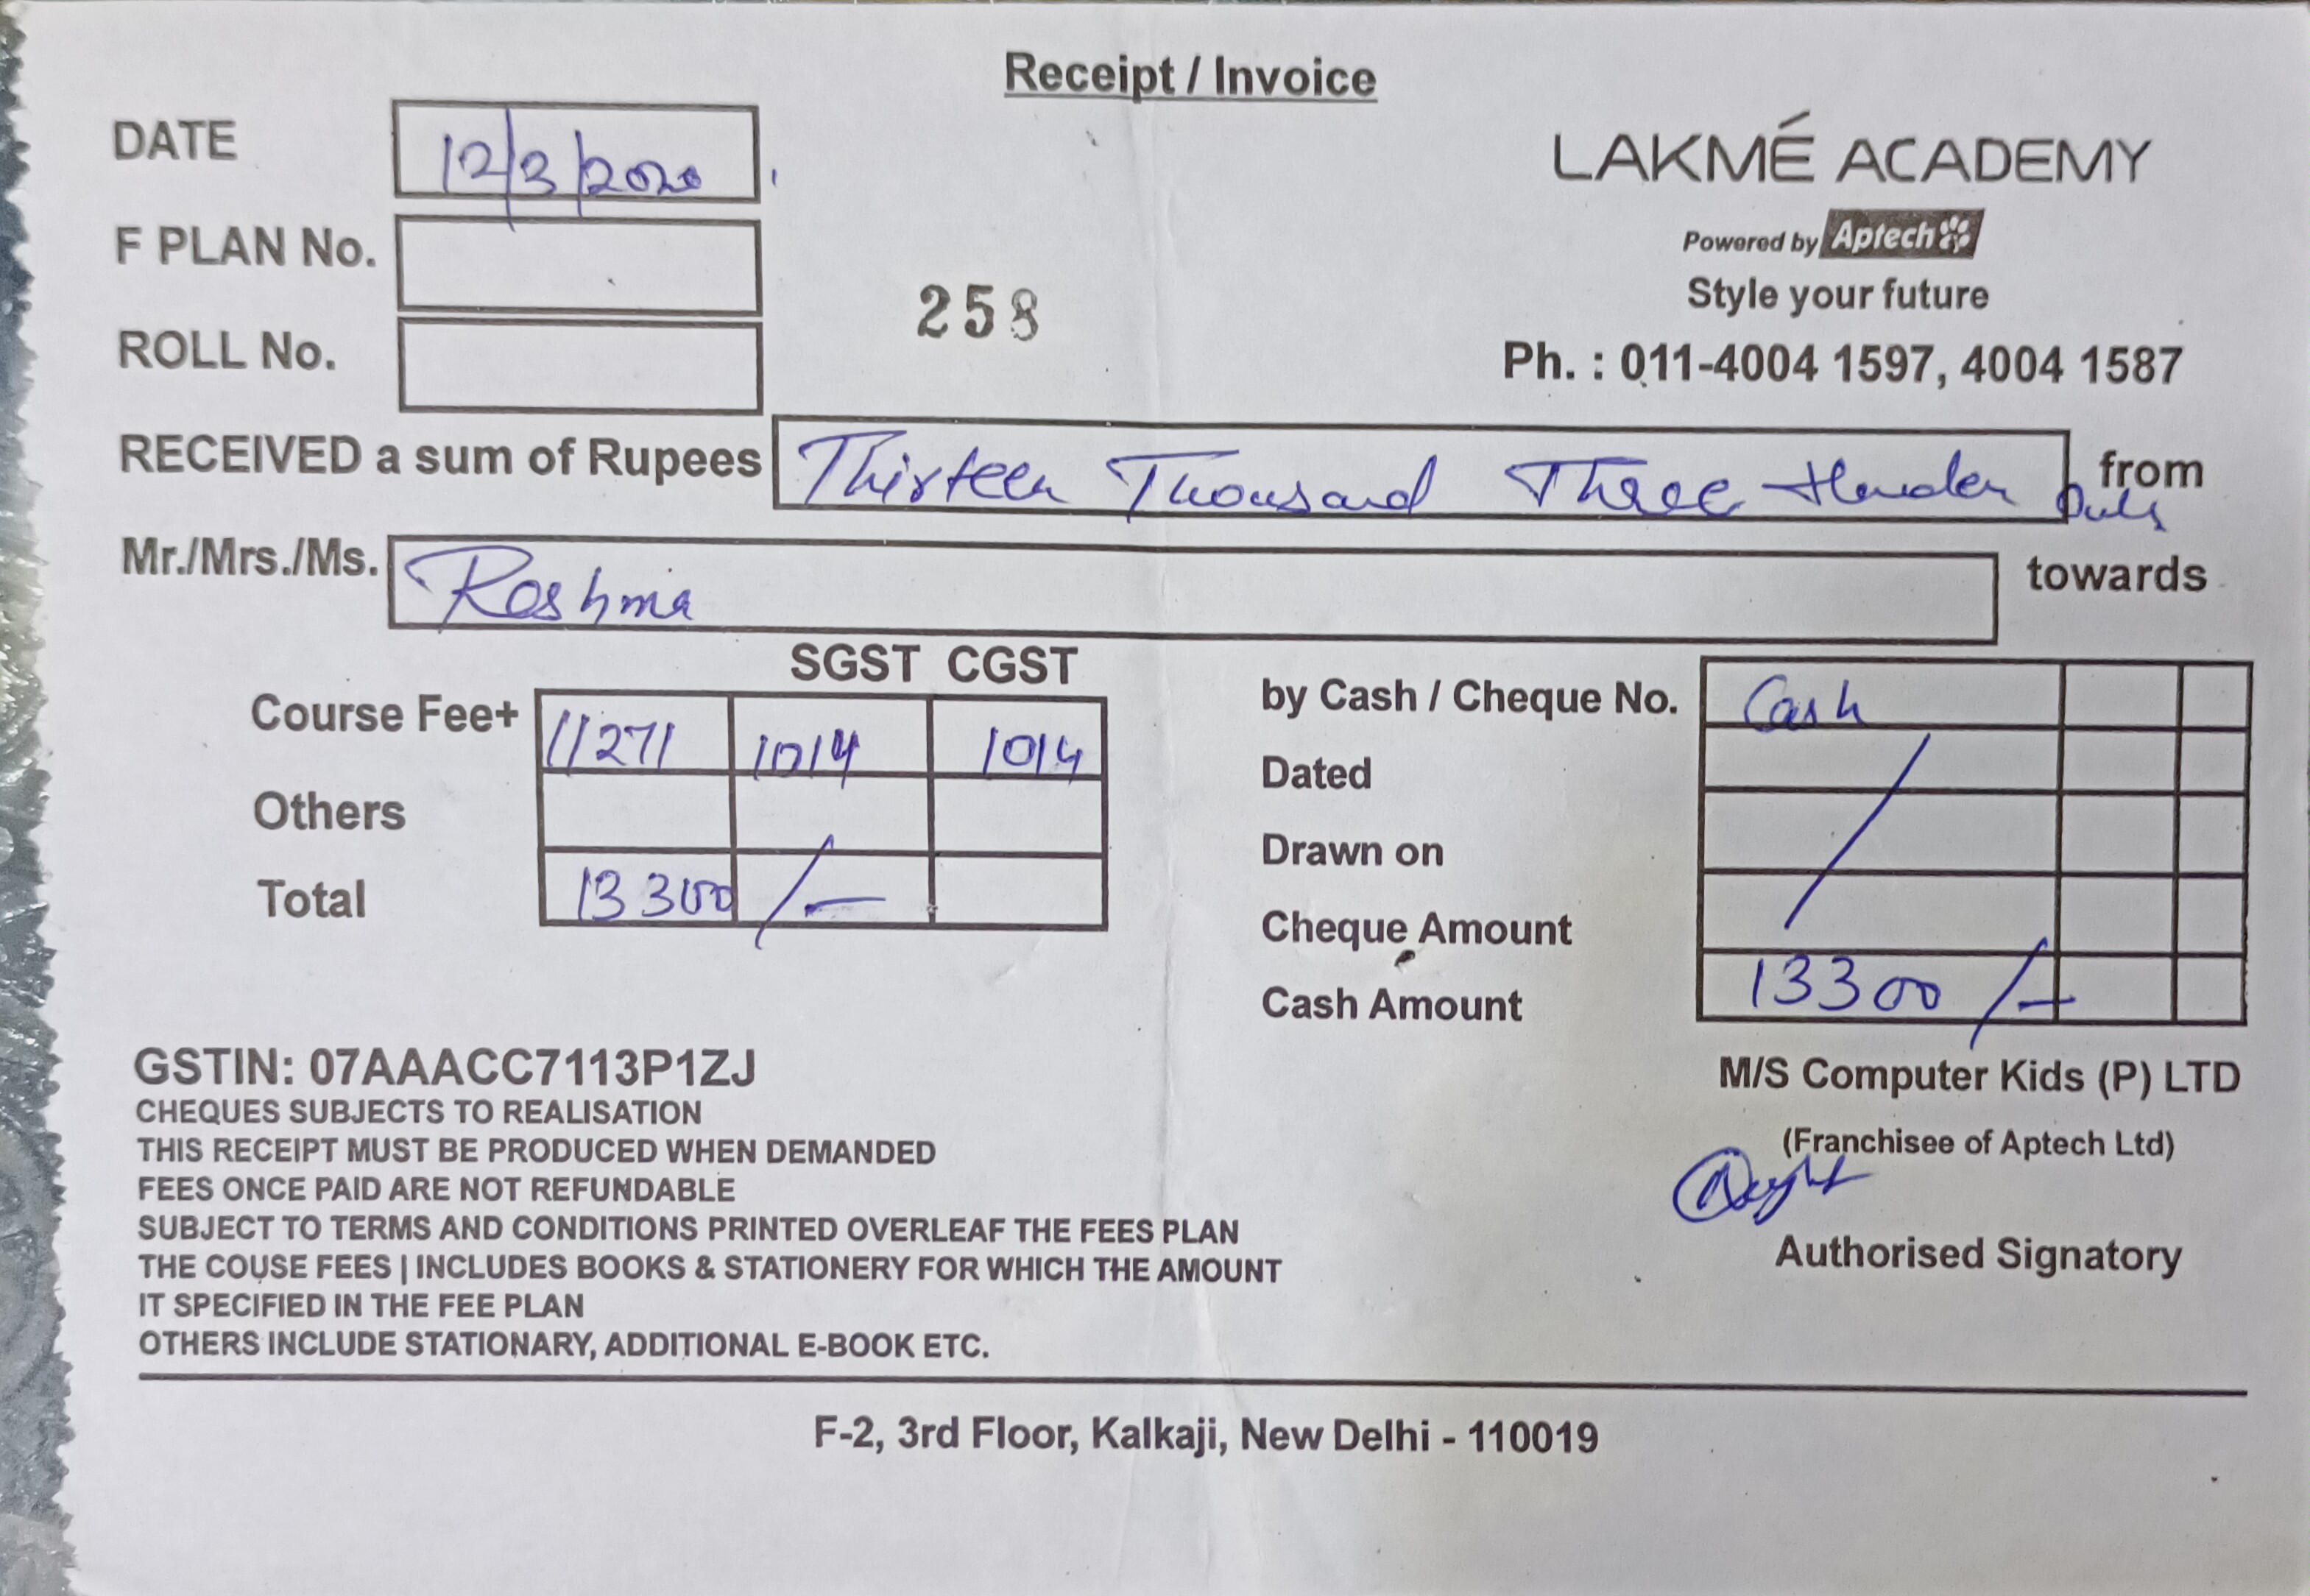 Receipt / Invoice
DATE 12/3/2020
LAKMÉ ACADEMY
Powered by Aptech
Style your future
F PLAN No.
258
ROLL No.
Ph. : 011-4004 1597, 4004 1587
RECEIVED a sum of Rupees Thirteen Thousand Three Hunder Only from
Mr./Mrs./Ms. Reshma towards
SGST CGST
Course Fee+ 11271 1014 1014
Others
Total 13300/-
by Cash / Cheque No. Cash
Dated
Drawn on
Cheque Amount
Cash Amount 13300/-
GSTIN: 07AAACC7113P1ZJ
CHEQUES SUBJECTS TO REALISATION
THIS RECEIPT MUST BE PRODUCED WHEN DEMANDED
FEES ONCE PAID ARE NOT REFUNDABLE
SUBJECT TO TERMS AND CONDITIONS PRINTED OVERLEAF THE FEES PLAN
THE COUSE FEES | INCLUDES BOOKS & STATIONERY FOR WHICH THE AMOUNT
IT SPECIFIED IN THE FEE PLAN
OTHERS INCLUDE STATIONARY, ADDITIONAL E-BOOK ETC.
M/S Computer Kids (P) LTD
(Franchisee of Aptech Ltd)
Authorised Signatory
F-2, 3rd Floor, Kalkaji, New Delhi - 110019